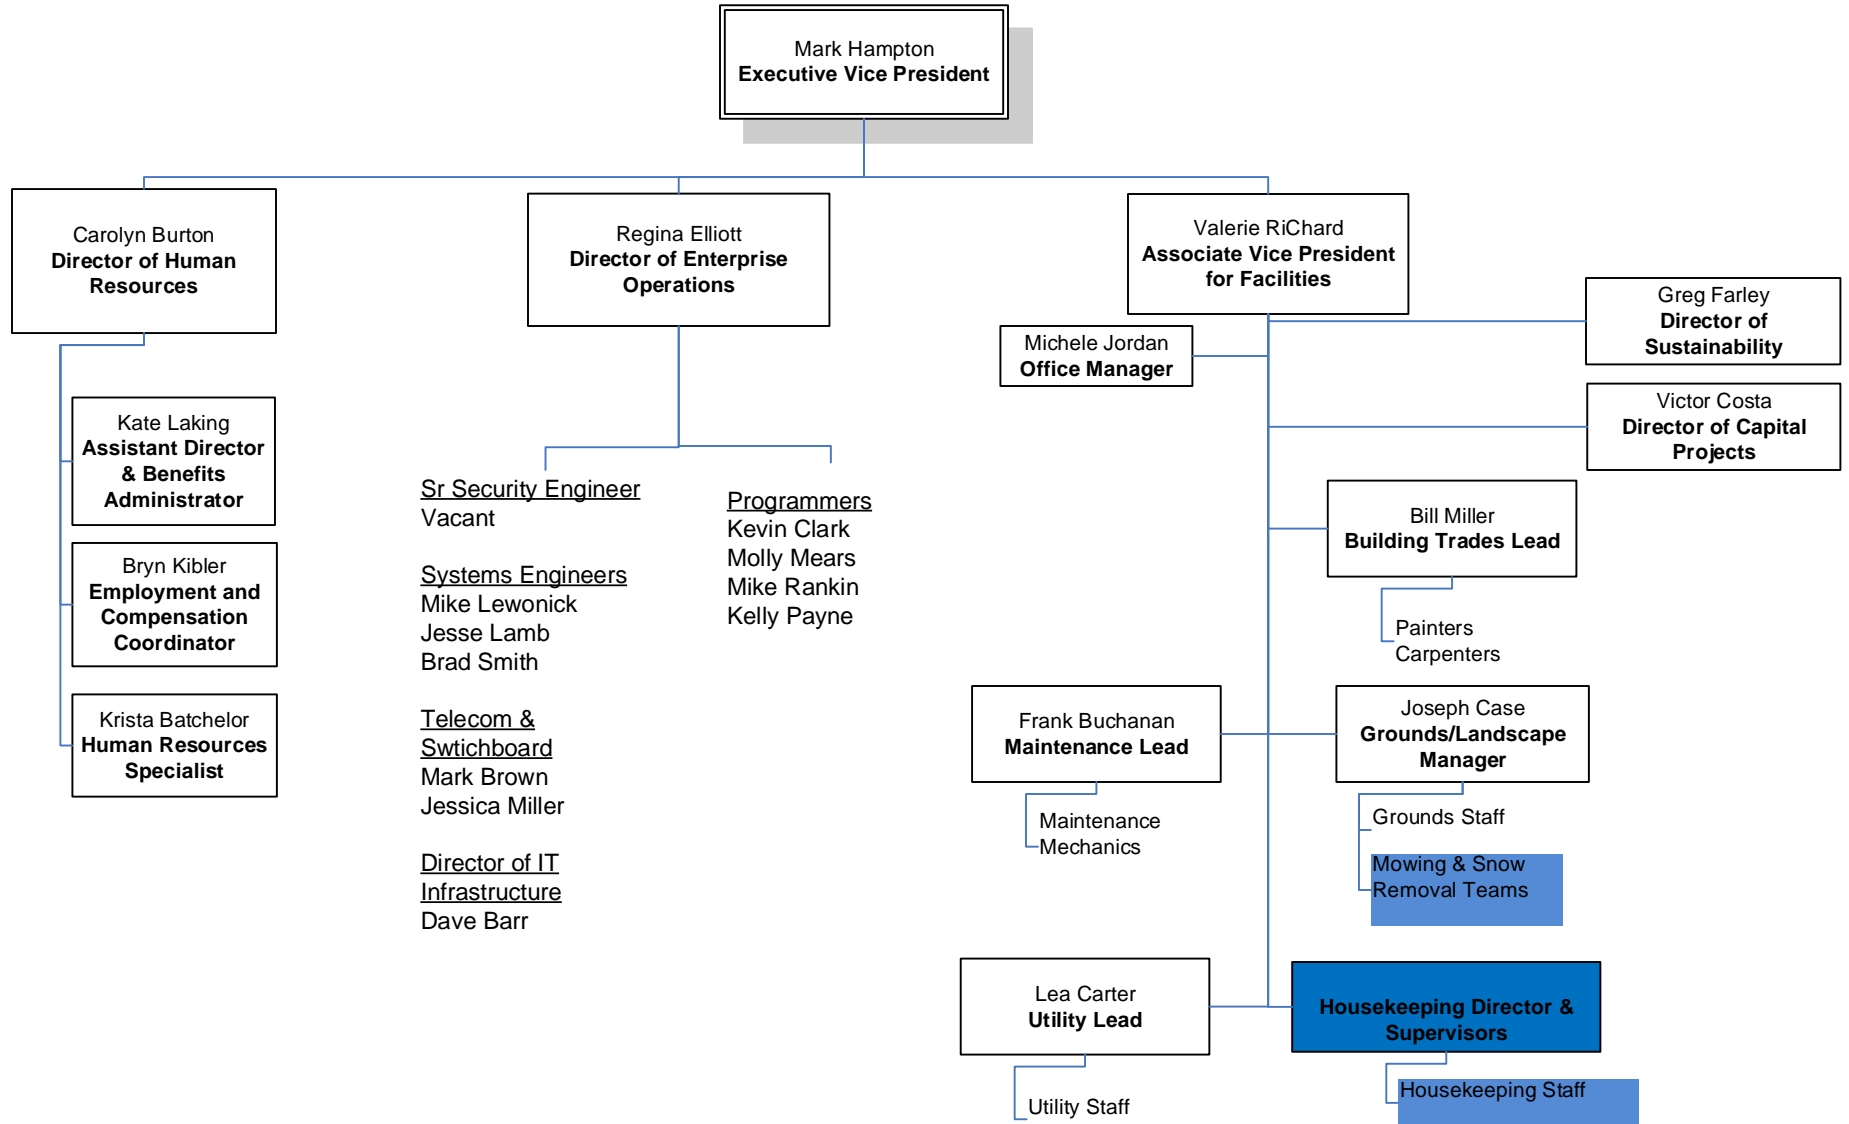 Mark Hampton
Executive Vice President
Carolyn Burton
Director of Human
Resources
Regina Elliott
Director of Enterprise
Operations
Valerie RiChard
Associate Vice President
for Facilities
Greg Farley
Director of
Sustainability
Michele Jordan
Office Manager
Victor Costa
Director of Capital
Projects
Kate Laking
Assistant Director
& Benefits
Administrator
Bryn Kibler
Employment and
Compensation
Coordinator
Krista Batchelor
Human Resources
Specialist
Sr Security Engineer
Vacant
Systems Engineers
Mike Lewonick
Jesse Lamb
Brad Smith
Telecom &
Swtichboard
Mark Brown
Jessica Miller
Director of IT
Infrastructure
Dave Barr
Programmers
Kevin Clark
Molly Mears
Mike Rankin
Kelly Payne
Bill Miller
Building Trades Lead
Painters
Carpenters
Frank Buchanan
Maintenance Lead
Maintenance
Mechanics
Joseph Case
Grounds/Landscape
Manager
Grounds Staff
Mowing & Snow
Removal Teams
Lea Carter
Utility Lead
Utility Staff
Housekeeping Director &
Supervisors
Housekeeping Staff